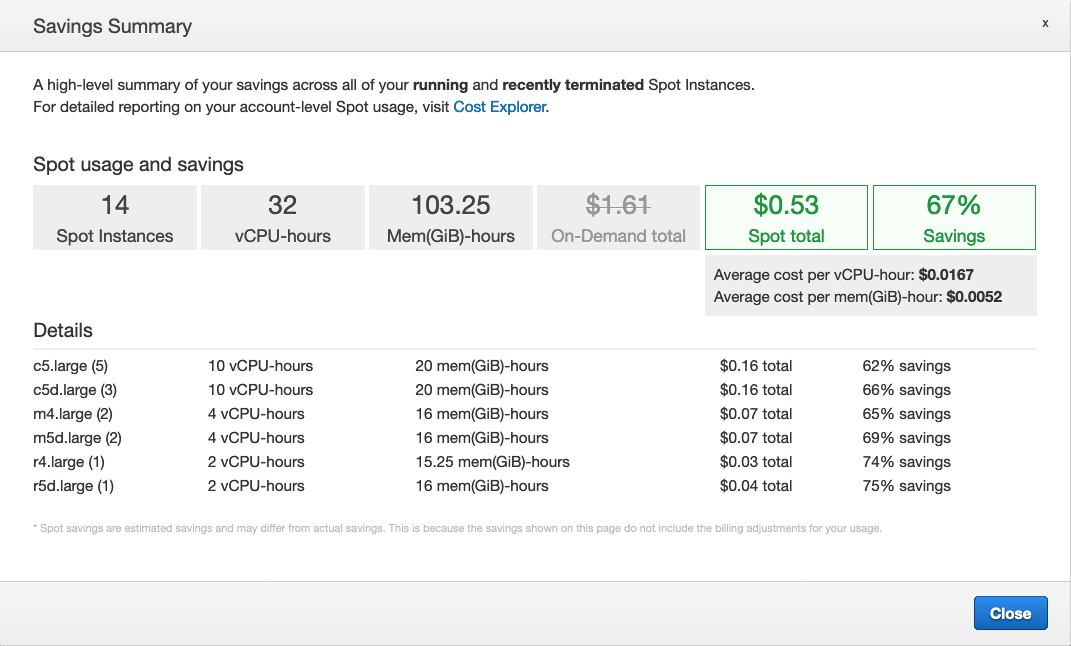 Savings Summary
x
A high-level summary of your savings across all of your running and recently terminated Spot Instances.
For detailed reporting on your account-level Spot usage, visit Cost Explorer.
Spot usage and savings
14
Spot Instances
32
vCPU-hours
103.25
Mem(GiB)-hours
$1.61
On-Demand total
$0.53
Spot total
67%
Savings
Average cost per vCPU-hour: $0.0167
Average cost per mem(GiB)-hour: $0.0052
Details
c5.large (5) 10 vCPU-hours 20 mem(GiB)-hours $0.16 total 62% savings
c5d.large (3) 10 vCPU-hours 20 mem(GiB)-hours $0.16 total 66% savings
m4.large (2) 4 vCPU-hours 16 mem(GiB)-hours $0.07 total 65% savings
m5d.large (2) 4 vCPU-hours 16 mem(GiB)-hours $0.07 total 69% savings
r4.large (1) 2 vCPU-hours 15.25 mem(GiB)-hours $0.03 total 74% savings
r5d.large (1) 2 vCPU-hours 16 mem(GiB)-hours $0.04 total 75% savings
* Spot savings are estimated savings and may differ from actual savings. This is because the savings shown on this page do not include the billing adjustments for your usage.
Close